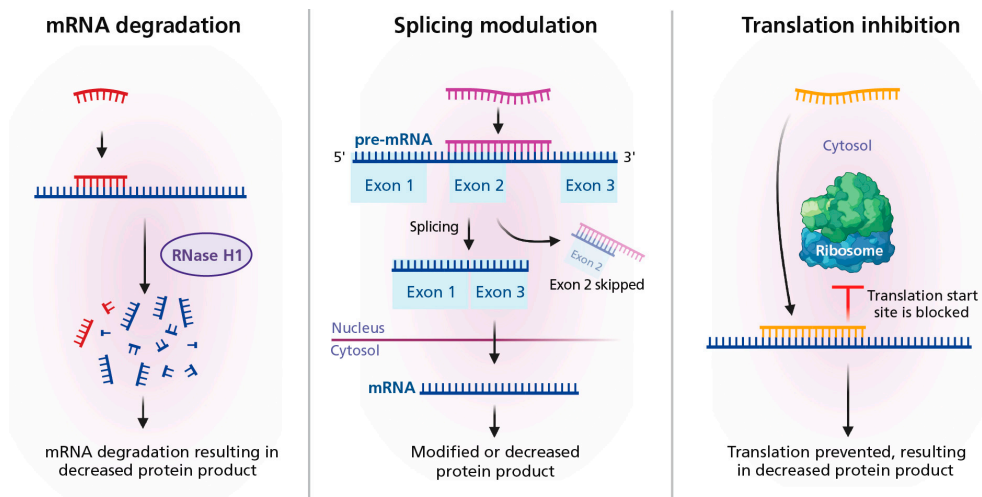 mRNA degradation
RNase H1
mRNA degradation resulting in
decreased protein product
Splicing modulation
pre-mRNA
5'
3'
Exon 1
Exon 2
Exon 3
Splicing
Exon 2
Exon 2 skipped
Exon 1
Exon 3
Nucleus
Cytosol
mRNA
Modified or decreased
protein product
Translation inhibition
Cytosol
Ribosome
Translation start
site is blocked
Translation prevented, resulting
in decreased protein product